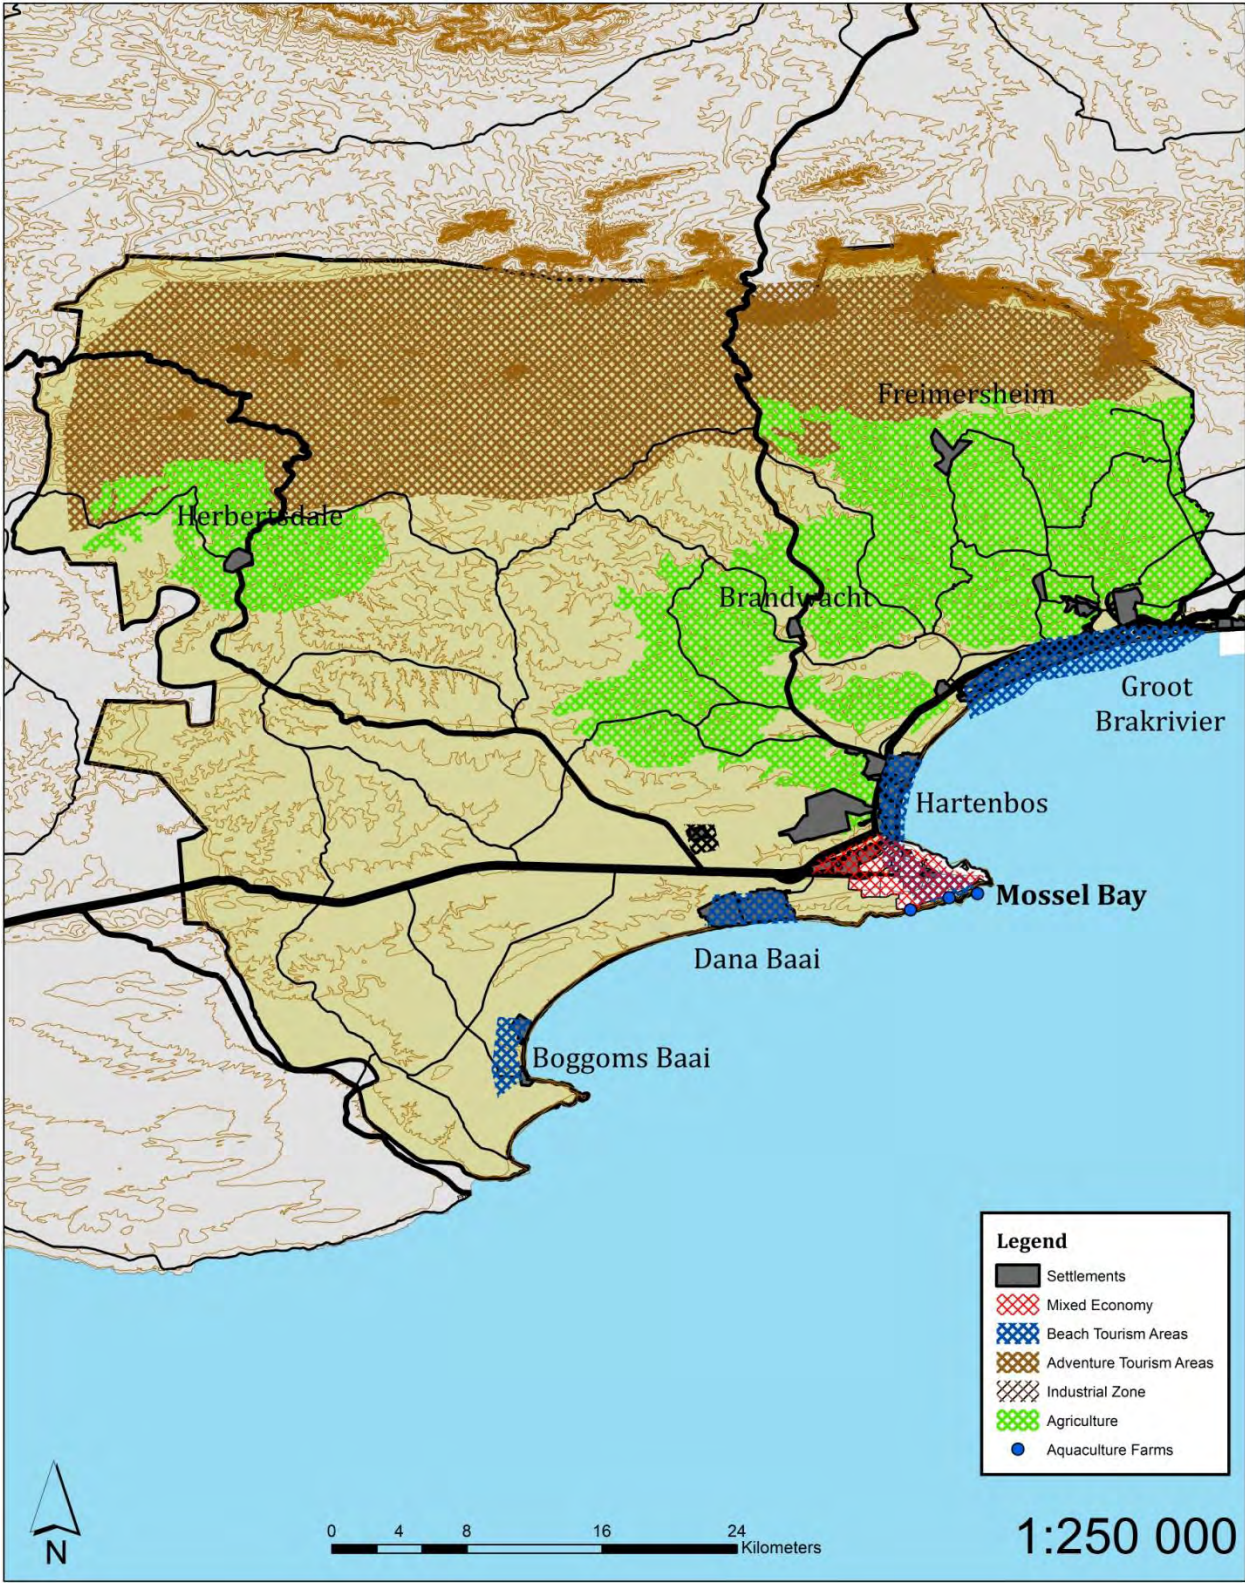 Freimersheim
Herbertsdale
Brandwacht
Groot
Brakrivier
Hartenbos
Mossel Bay
Dana Baai
Boggoms Baai
Legend
Settlements
Mixed Economy
Beach Tourism Areas
Adventure Tourism Areas
Industrial Zone
Agriculture
Aquaculture Farms
N
0 4 8 16 24
Kilometers
1:250 000